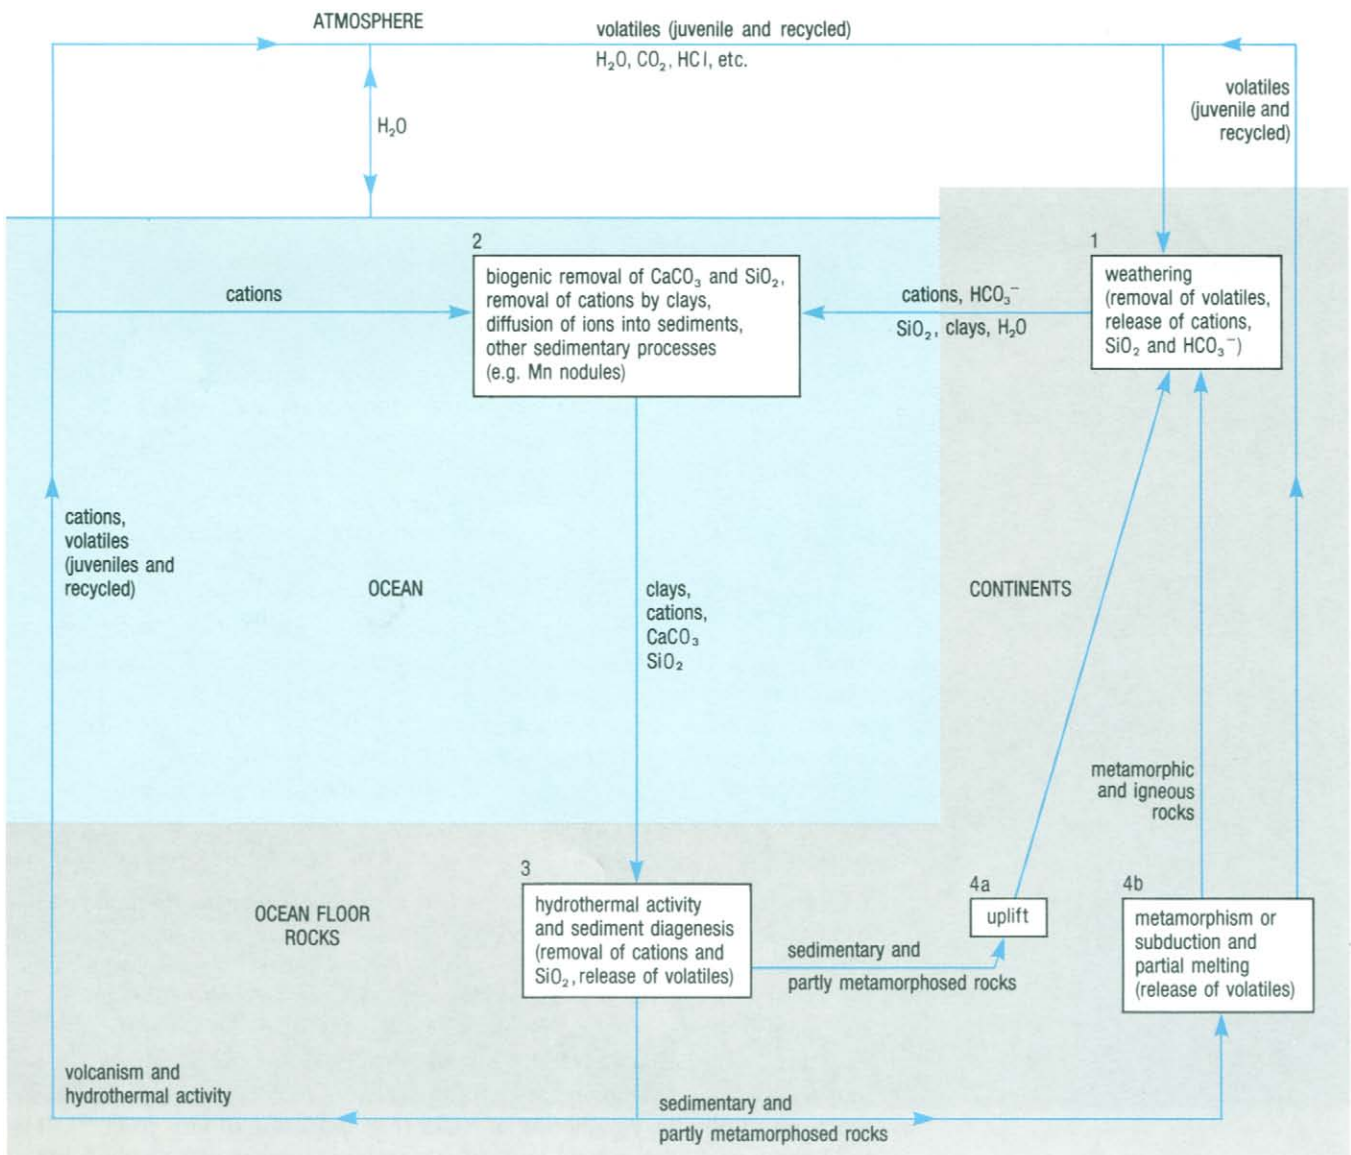 ATMOSPHERE
volatiles (juvenile and recycled)
H₂O, CO₂, HCl, etc.
volatiles
(juvenile and
recycled)
H₂O
2
biogenic removal of CaCO₃ and SiO₂,
removal of cations by clays,
diffusion of ions into sediments,
other sedimentary processes
(e.g. Mn nodules)
1
weathering
(removal of volatiles,
release of cations,
SiO₂ and HCO₃⁻)
cations
cations, HCO₃⁻
SiO₂, clays, H₂O
cations,
volatiles
(juveniles and
recycled)
OCEAN
clays,
cations,
CaCO₃
SiO₂
CONTINENTS
metamorphic
and igneous
rocks
OCEAN FLOOR
ROCKS
3
hydrothermal activity
and sediment diagenesis
(removal of cations and
SiO₂, release of volatiles)
sedimentary and
partly metamorphosed rocks
4a
uplift
4b
metamorphism or
subduction and
partial melting
(release of volatiles)
volcanism and
hydrothermal activity
sedimentary and
partly metamorphosed rocks